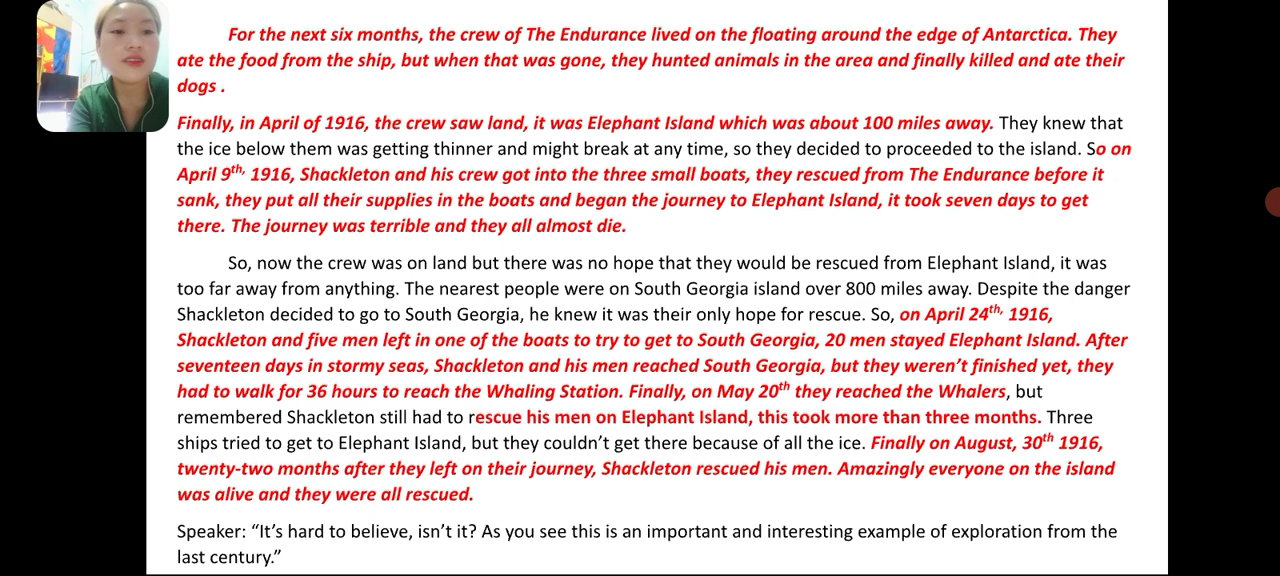 For the next six months, the crew of The Endurance lived on the floating around the edge of Antarctica. They
ate the food from the ship, but when that was gone, they hunted animals in the area and finally killed and ate their
dogs .
Finally, in April of 1916, the crew saw land, it was Elephant Island which was about 100 miles away. They knew that
the ice below them was getting thinner and might break at any time, so they decided to proceeded to the island. So on
April 9th, 1916, Shackleton and his crew got into the three small boats, they rescued from The Endurance before it
sank, they put all their supplies in the boats and began the journey to Elephant Island, it took seven days to get
there. The journey was terrible and they all almost die.
So, now the crew was on land but there was no hope that they would be rescued from Elephant Island, it was
too far away from anything. The nearest people were on South Georgia island over 800 miles away. Despite the danger
Shackleton decided to go to South Georgia, he knew it was their only hope for rescue. So, on April 24th, 1916,
Shackleton and five men left in one of the boats to try to get to South Georgia, 20 men stayed Elephant Island. After
seventeen days in stormy seas, Shackleton and his men reached South Georgia, but they weren’t finished yet, they
had to walk for 36 hours to reach the Whaling Station. Finally, on May 20th they reached the Whalers, but
remembered Shackleton still had to rescue his men on Elephant Island, this took more than three months. Three
ships tried to get to Elephant Island, but they couldn’t get there because of all the ice. Finally on August, 30th 1916,
twenty-two months after they left on their journey, Shackleton rescued his men. Amazingly everyone on the island
was alive and they were all rescued.
Speaker: “It’s hard to believe, isn’t it? As you see this is an important and interesting example of exploration from the
last century.”